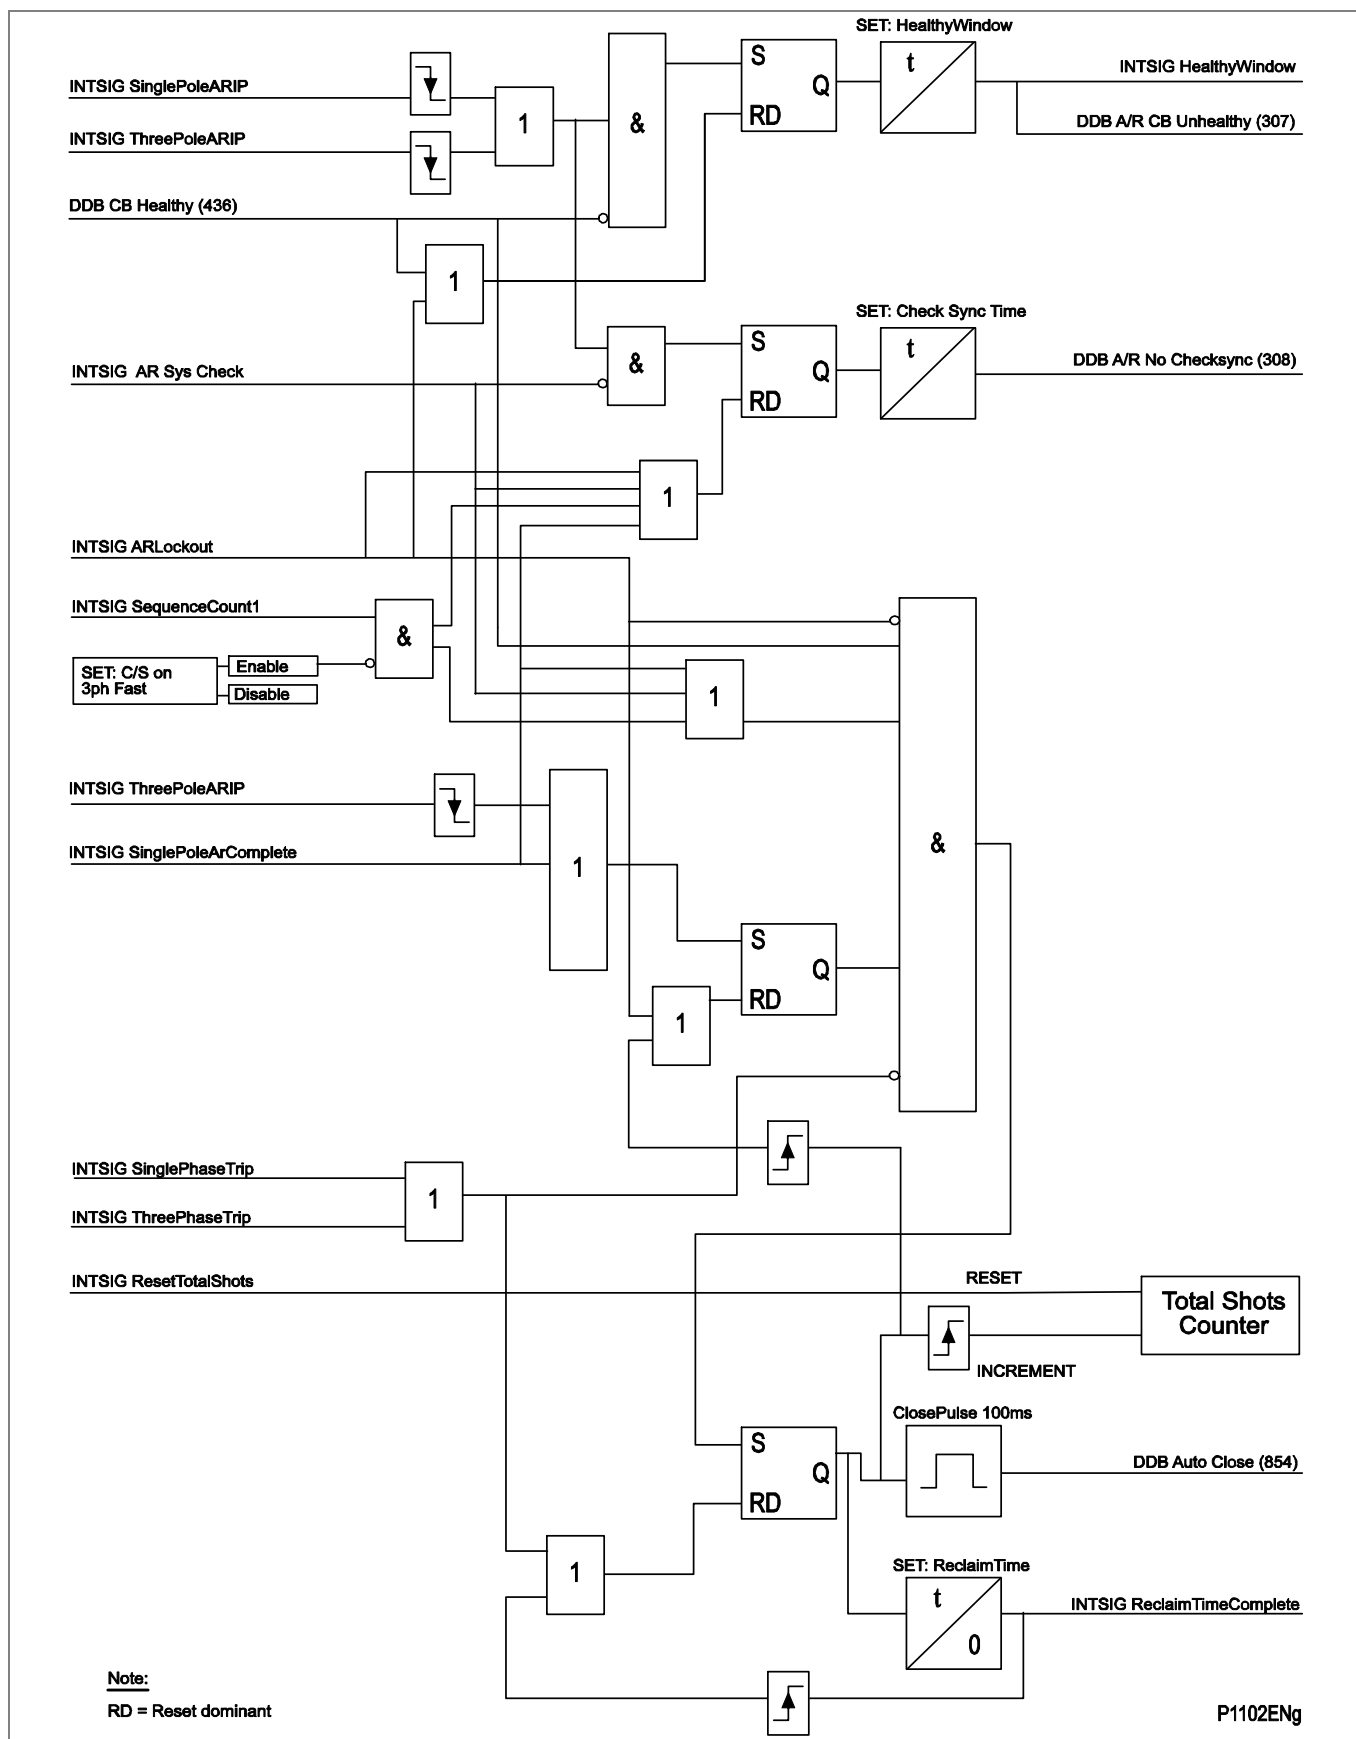 SET: HealthyWindow
INTSIG SinglePoleARIP
S
t
INTSIG HealthyWindow
Q
1
&
RD
DDB A/R CB Unhealthy (307)
INTSIG ThreePoleARIP
DDB CB Healthy (436)
1
SET: Check Sync Time
S
t
DDB A/R No Checksync (308)
INTSIG AR Sys Check
&
Q
RD
1
INTSIG ARLockout
INTSIG SequenceCount1
&
SET: C/S on
3ph Fast
Enable
Disable
1
INTSIG ThreePoleARIP
&
INTSIG SinglePoleArComplete
1
S
Q
RD
1
INTSIG SinglePhaseTrip
1
INTSIG ThreePhaseTrip
INTSIG ResetTotalShots
RESET
Total Shots
Counter
INCREMENT
ClosePulse 100ms
S
Q
DDB Auto Close (854)
RD
SET: ReclaimTime
1
t
INTSIG ReclaimTimeComplete
0
Note:
RD = Reset dominant
P1102ENg